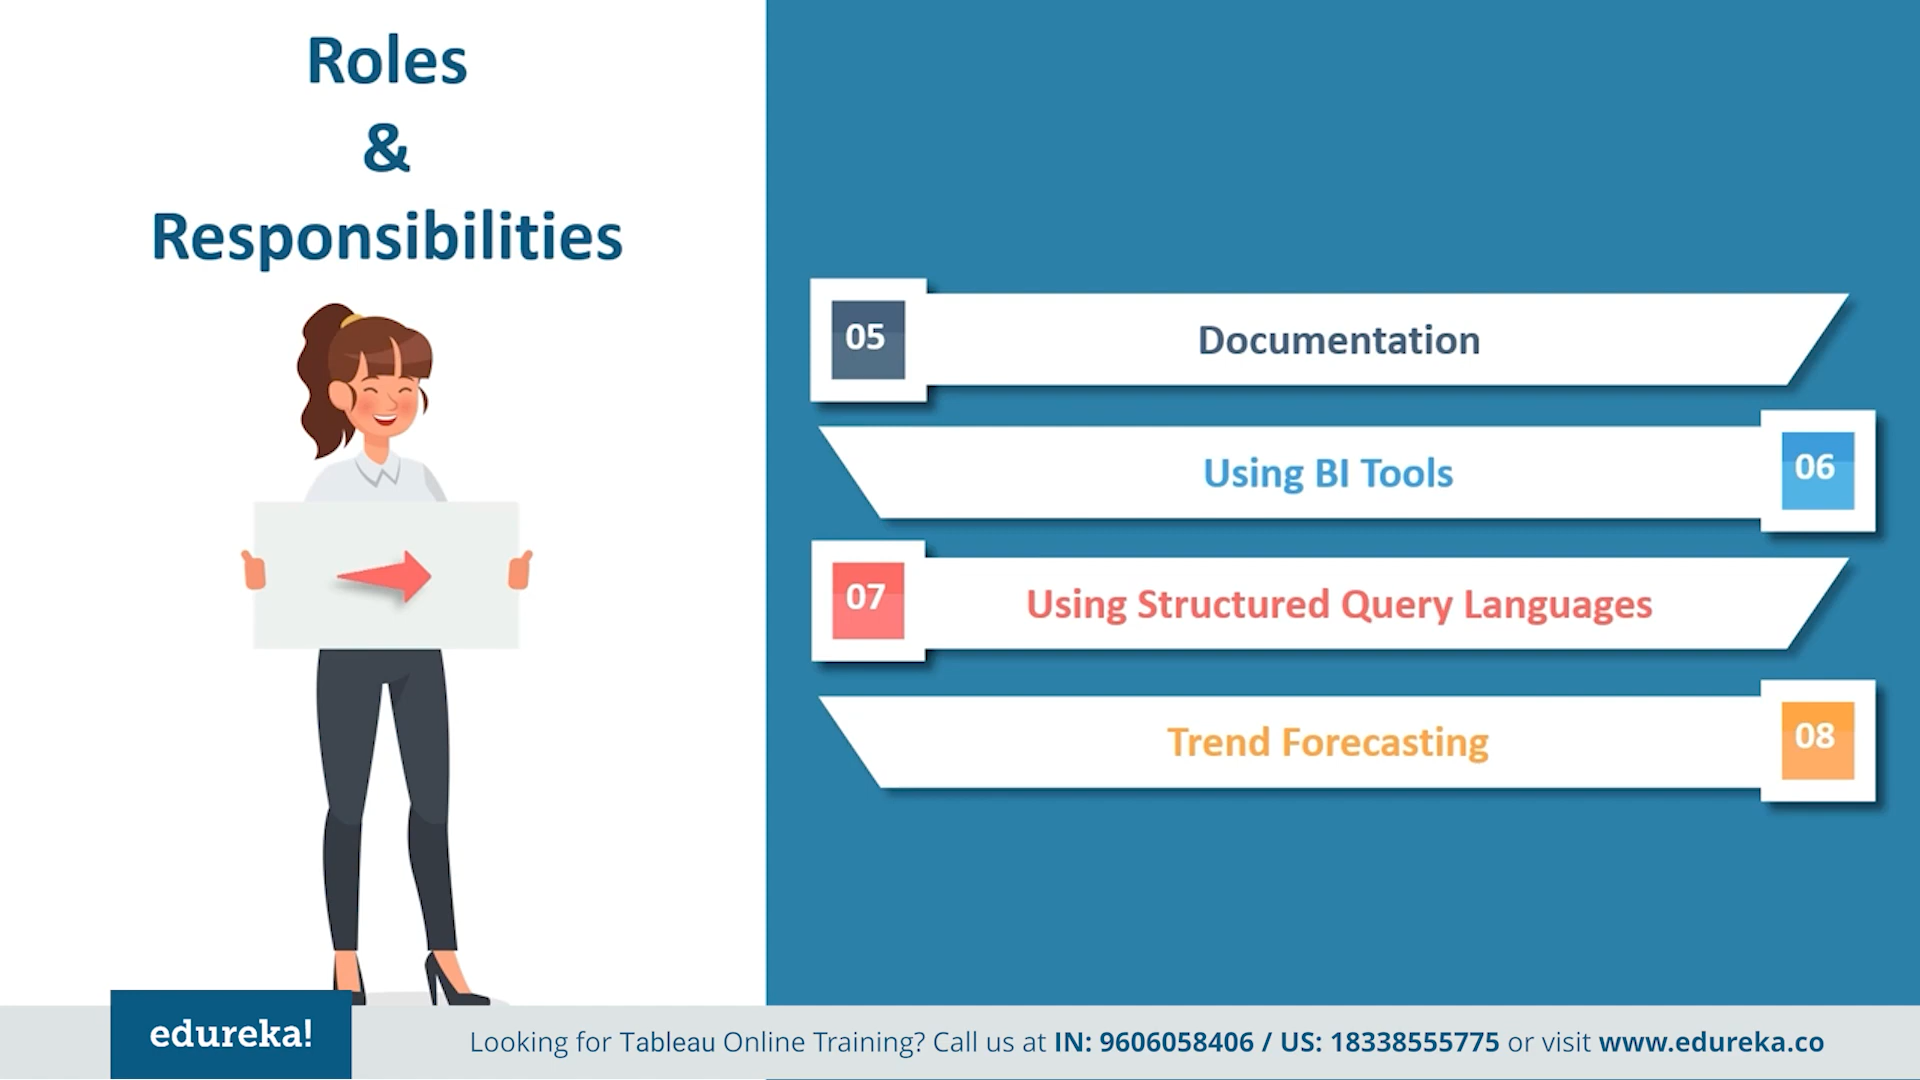 Roles
&
Responsibilities
05
Documentation
Using BI Tools
06
07
Using Structured Query Languages
Trend Forecasting
08
edureka!
Looking for Tableau Online Training? Call us at IN: 9606058406 / US: 18338555775 or visit www.edureka.co